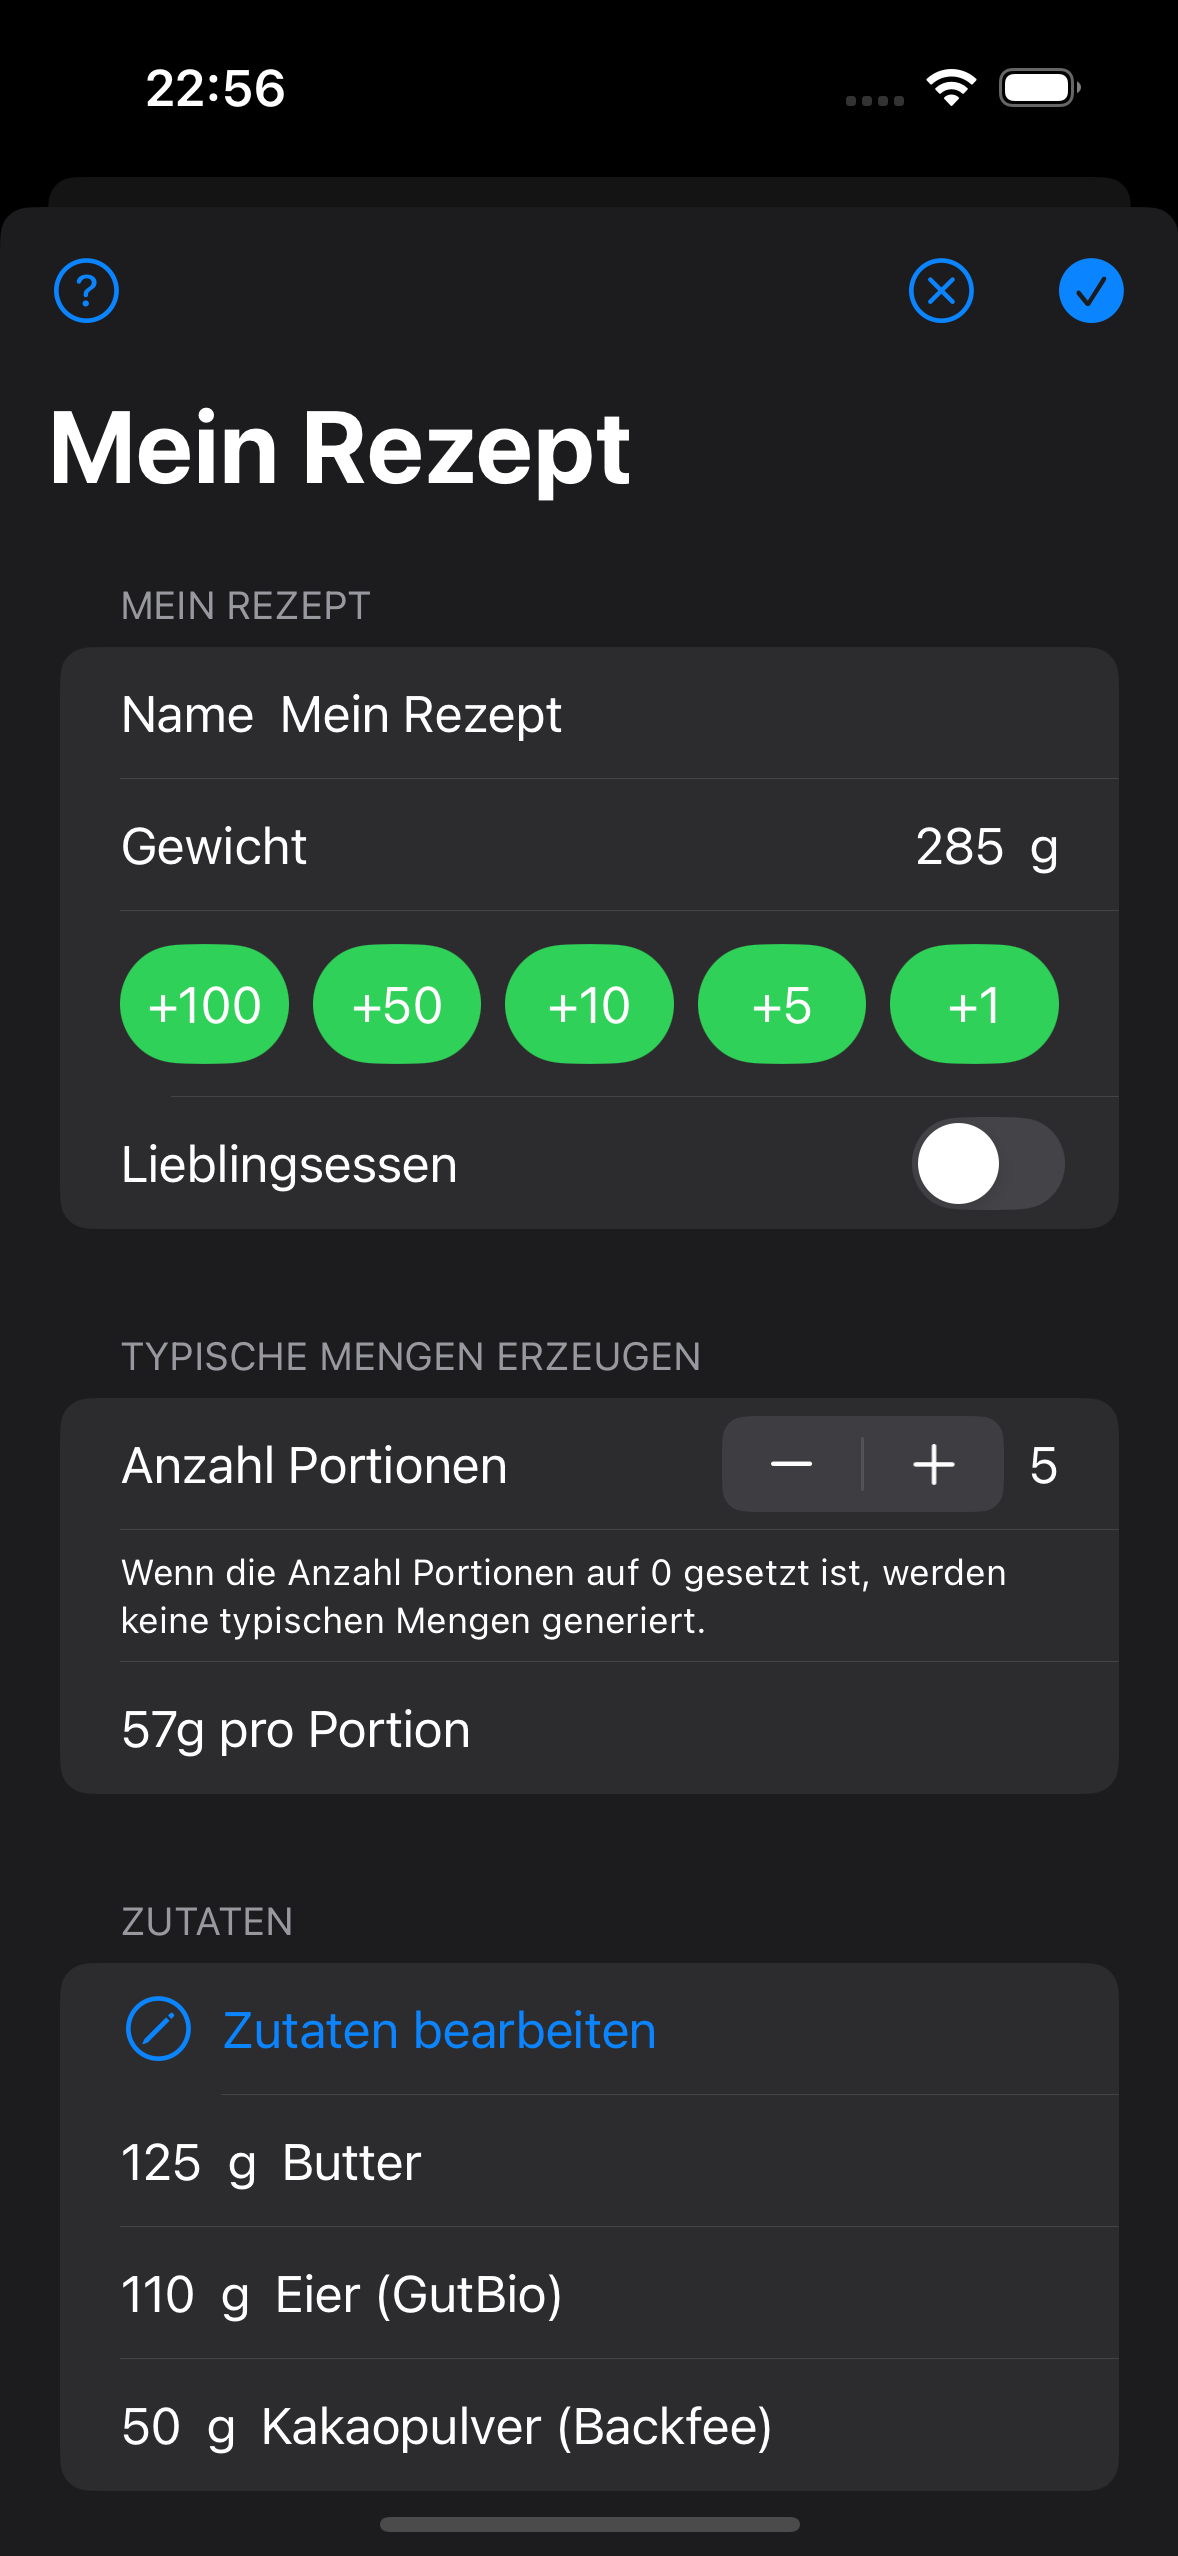 22:56
?
Mein Rezept
MEIN REZEPT
Name Mein Rezept
Gewicht 285 g
+100 +50 +10 +5 +1
Lieblingsessen
TYPISCHE MENGEN ERZEUGEN
Anzahl Portionen 5
Wenn die Anzahl Portionen auf 0 gesetzt ist, werden
keine typischen Mengen generiert.
57g pro Portion
ZUTATEN
Zutaten bearbeiten
125 g Butter
110 g Eier (GutBio)
50 g Kakaopulver (Backfee)